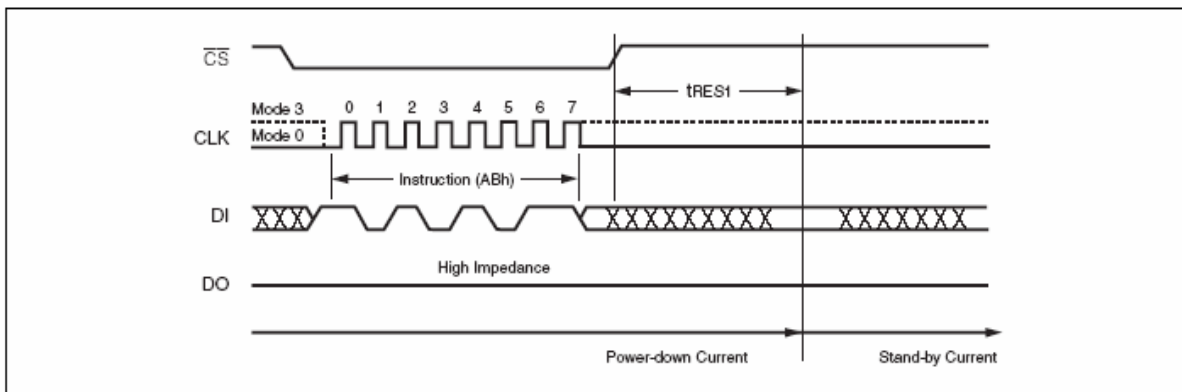 CS
tRES1
Mode 3
0 1 2 3 4 5 6 7
CLK
Mode 0
Instruction (ABh)
DI
High Impedance
DO
Power-down Current
Stand-by Current